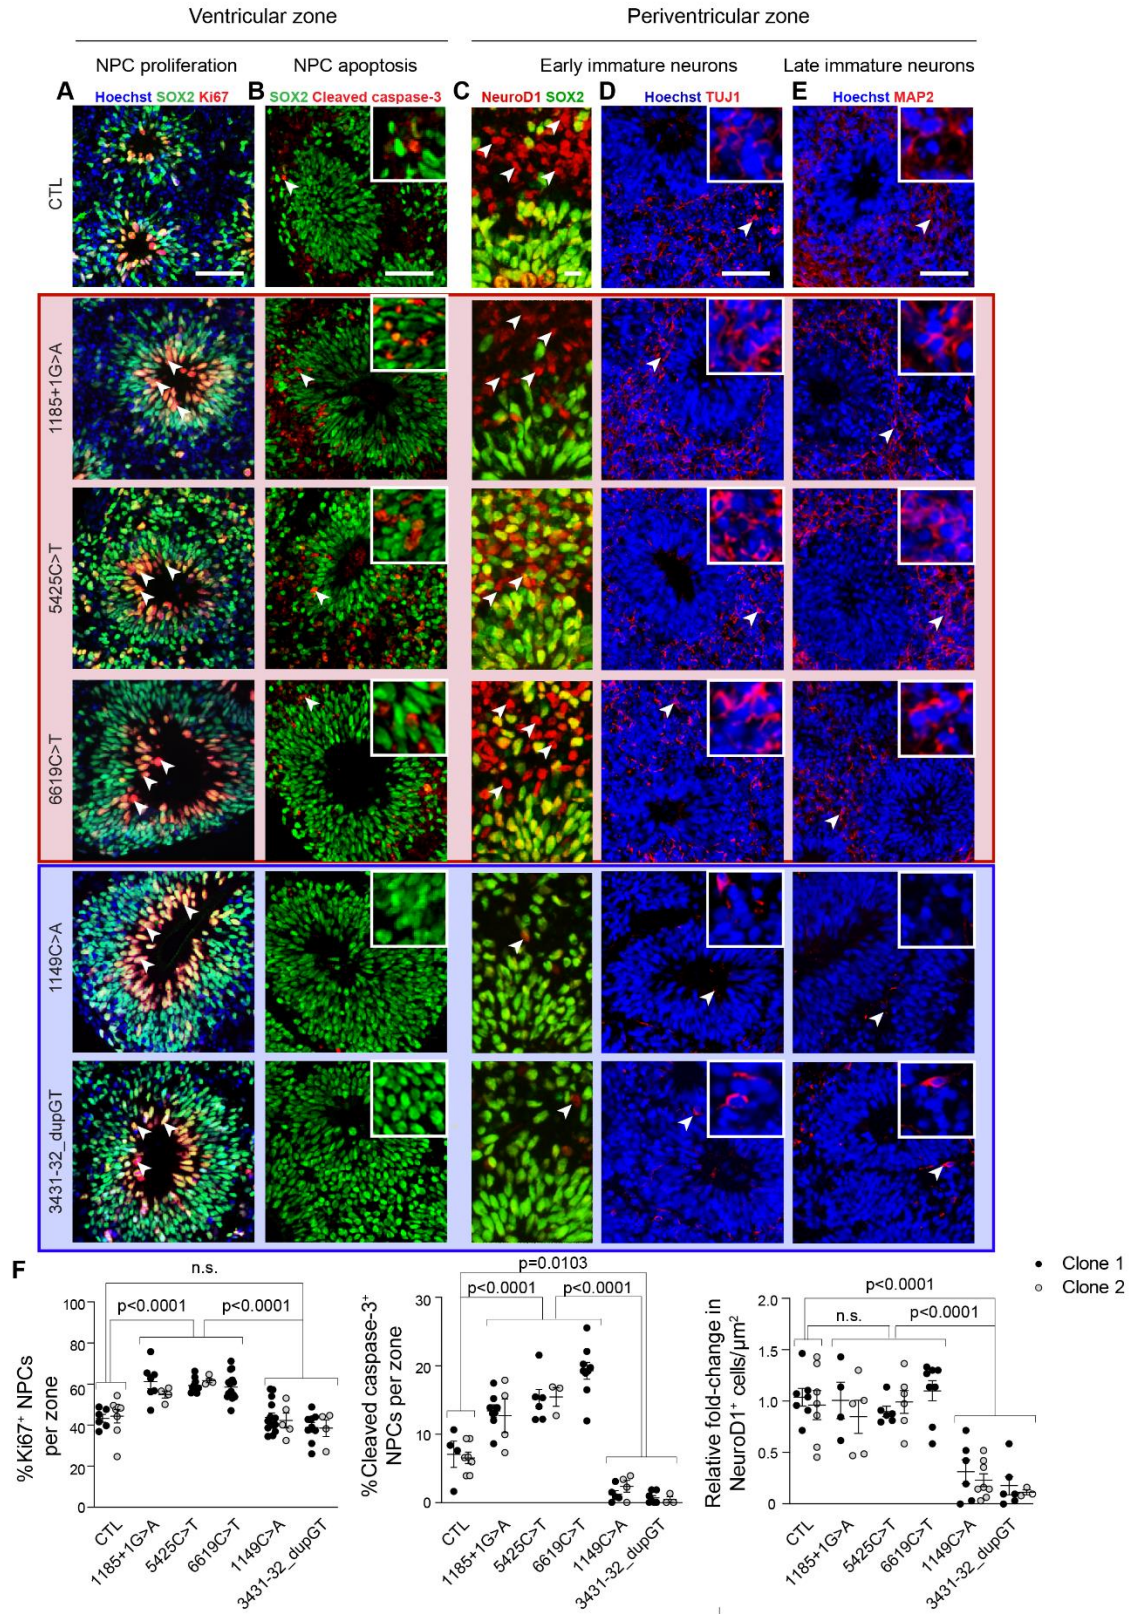 Ventricular zone
Periventricular zone
NPC proliferation
NPC apoptosis
Early immature neurons
Late immature neurons
A Hoechst SOX2 Ki67
B SOX2 Cleaved caspase-3
C NeuroD1 SOX2
D Hoechst TUJ1
E Hoechst MAP2
CTL
1185+1G>A
5425C>T
6619C>T
1149C>A
3431-32_dupGT
F
n.s.
p<0.0001 p<0.0001
100
80
60
40
20
0
%Ki67+ NPCs
per zone
CTL
1185+1G>A
5425C>T
6619C>T
1149C>A
3431-32_dupGT
p=0.0103
p<0.0001 p<0.0001
30
20
10
0
%Cleaved caspase-3+
NPCs per zone
CTL
1185+1G>A
5425C>T
6619C>T
1149C>A
3431-32_dupGT
p<0.0001
n.s. p<0.0001
2.0
1.5
1.0
0.5
0
Relative fold-change in
NeuroD1+ cells/µm²
CTL
1185+1G>A
5425C>T
6619C>T
1149C>A
3431-32_dupGT
Clone 1
Clone 2